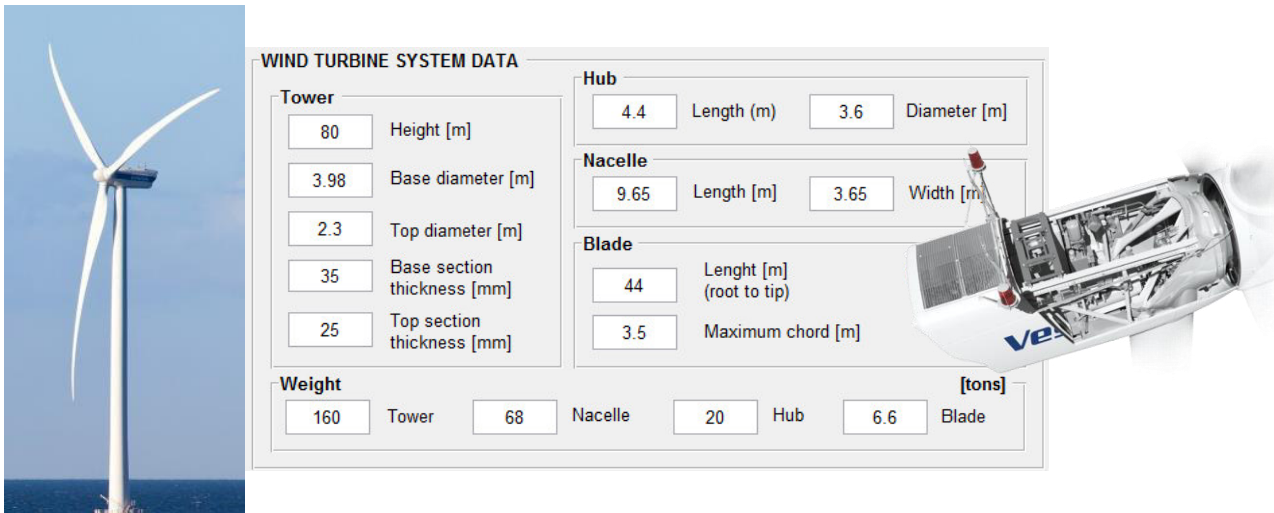 WIND TURBINE SYSTEM DATA
Tower
80 Height [m]
3.98 Base diameter [m]
2.3 Top diameter [m]
35 Base section
thickness [mm]
25 Top section
thickness [mm]
Hub
4.4 Length (m) 3.6 Diameter [m]
Nacelle
9.65 Length [m] 3.65 Width [m]
Blade
44 Lenght [m]
(root to tip)
3.5 Maximum chord [m]
Weight [tons]
160 Tower 68 Nacelle 20 Hub 6.6 Blade